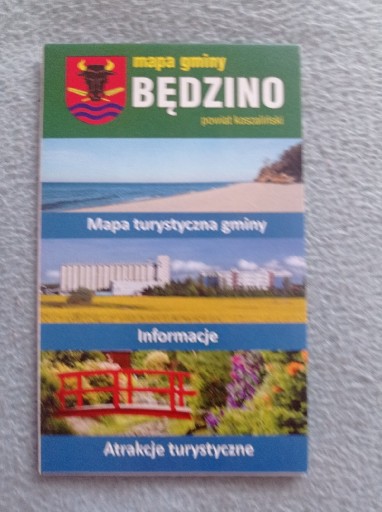 mapa gminy
BĘDZINO
powiat koszaliński
Mapa turystyczna gminy
Informacje
Atrakcje turystyczne